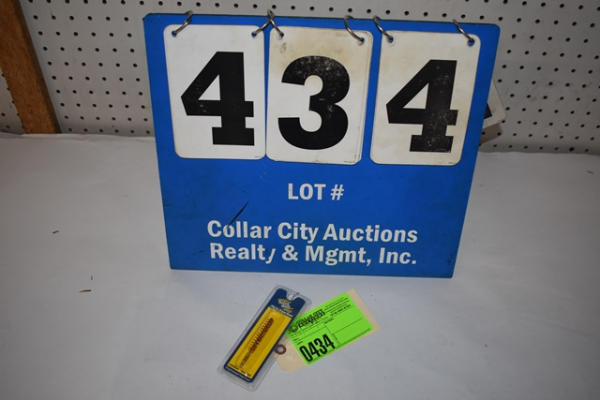 434
LOT #
Collar City Auctions
Realty & Mgmt, Inc.
0434